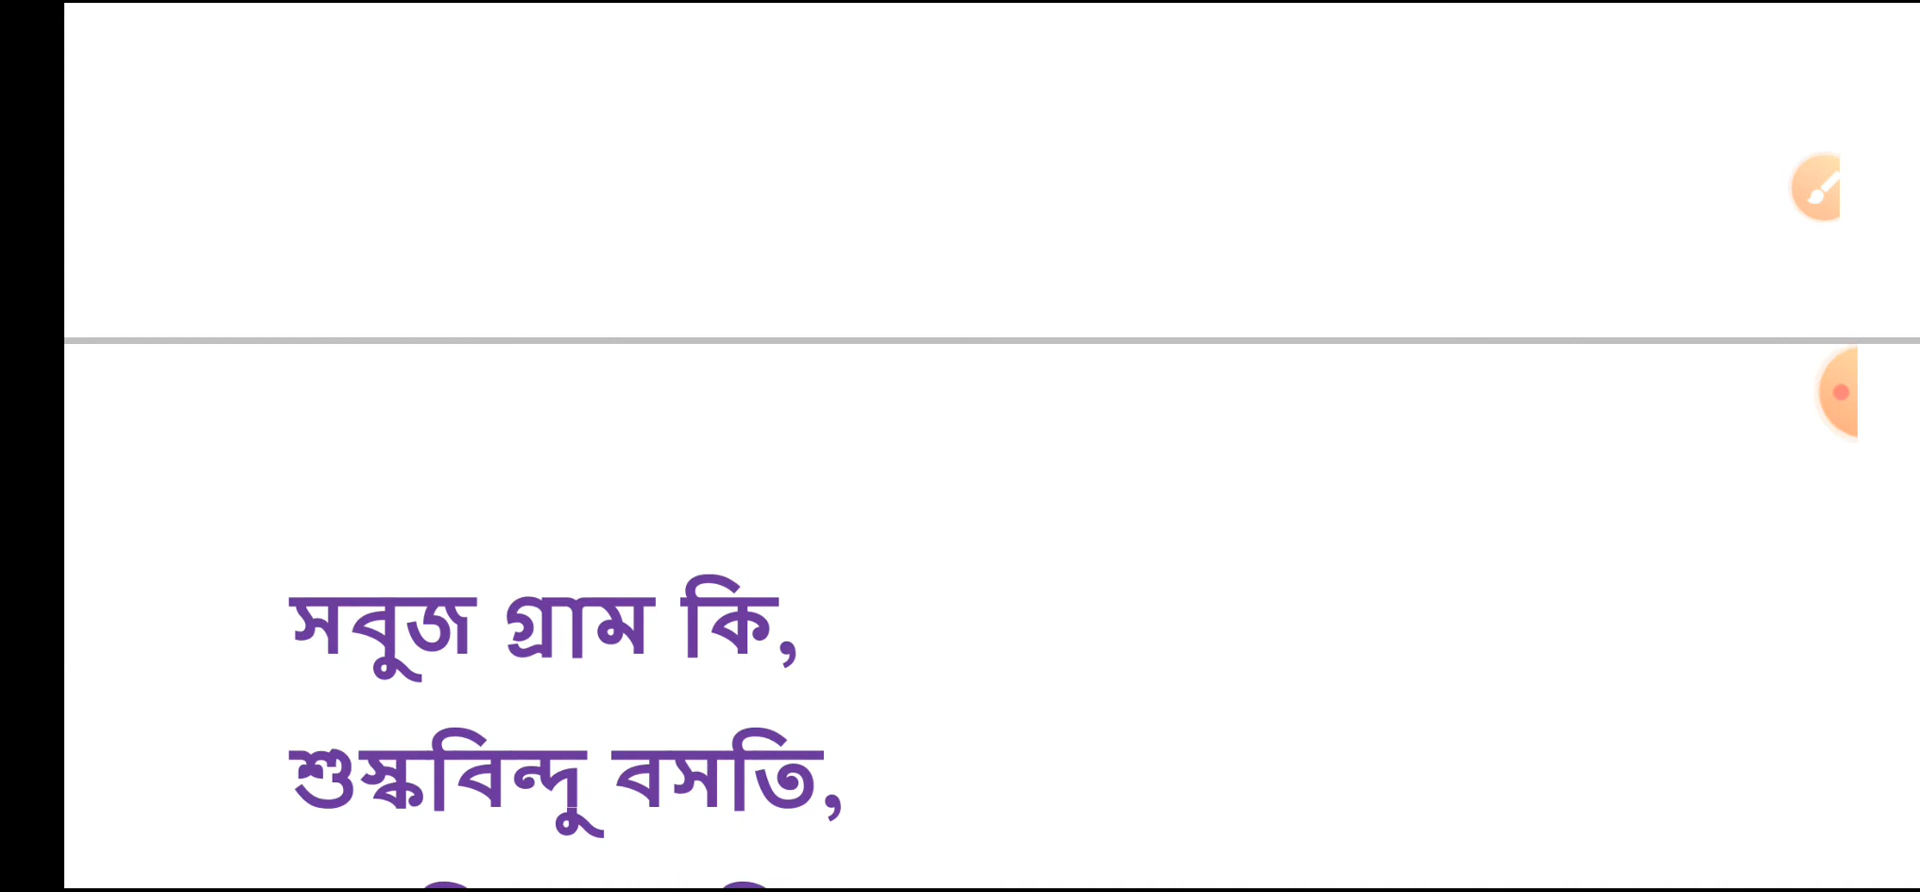 সবুজ গ্রাম কি,
শুস্কবিন্দু বসতি,